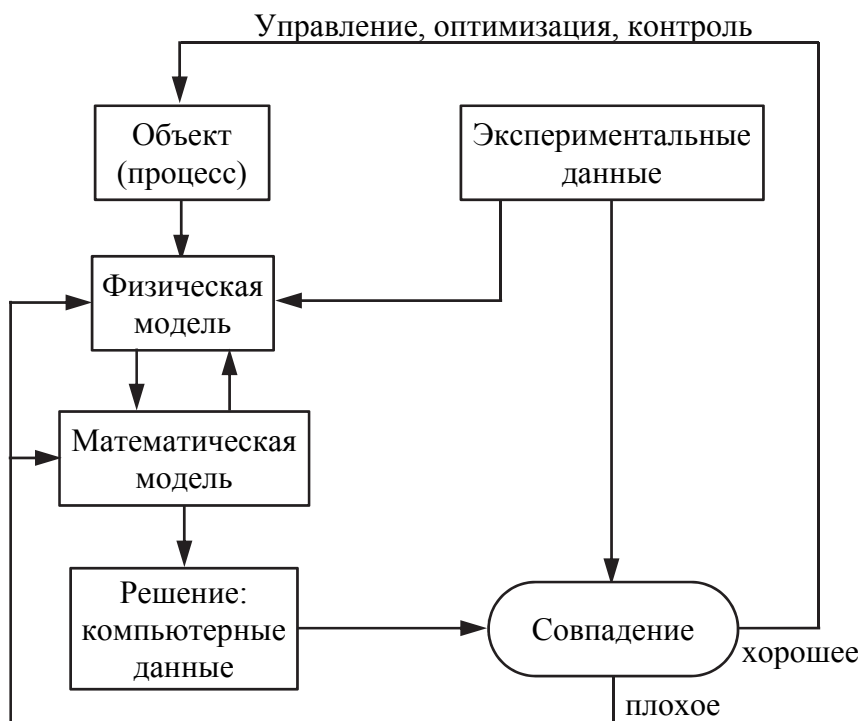 Управление, оптимизация, контроль
Объект
(процесс)
Экспериментальные
данные
Физическая
модель
Математическая
модель
Решение:
компьютерные
данные
Совпадение
хорошее
плохое